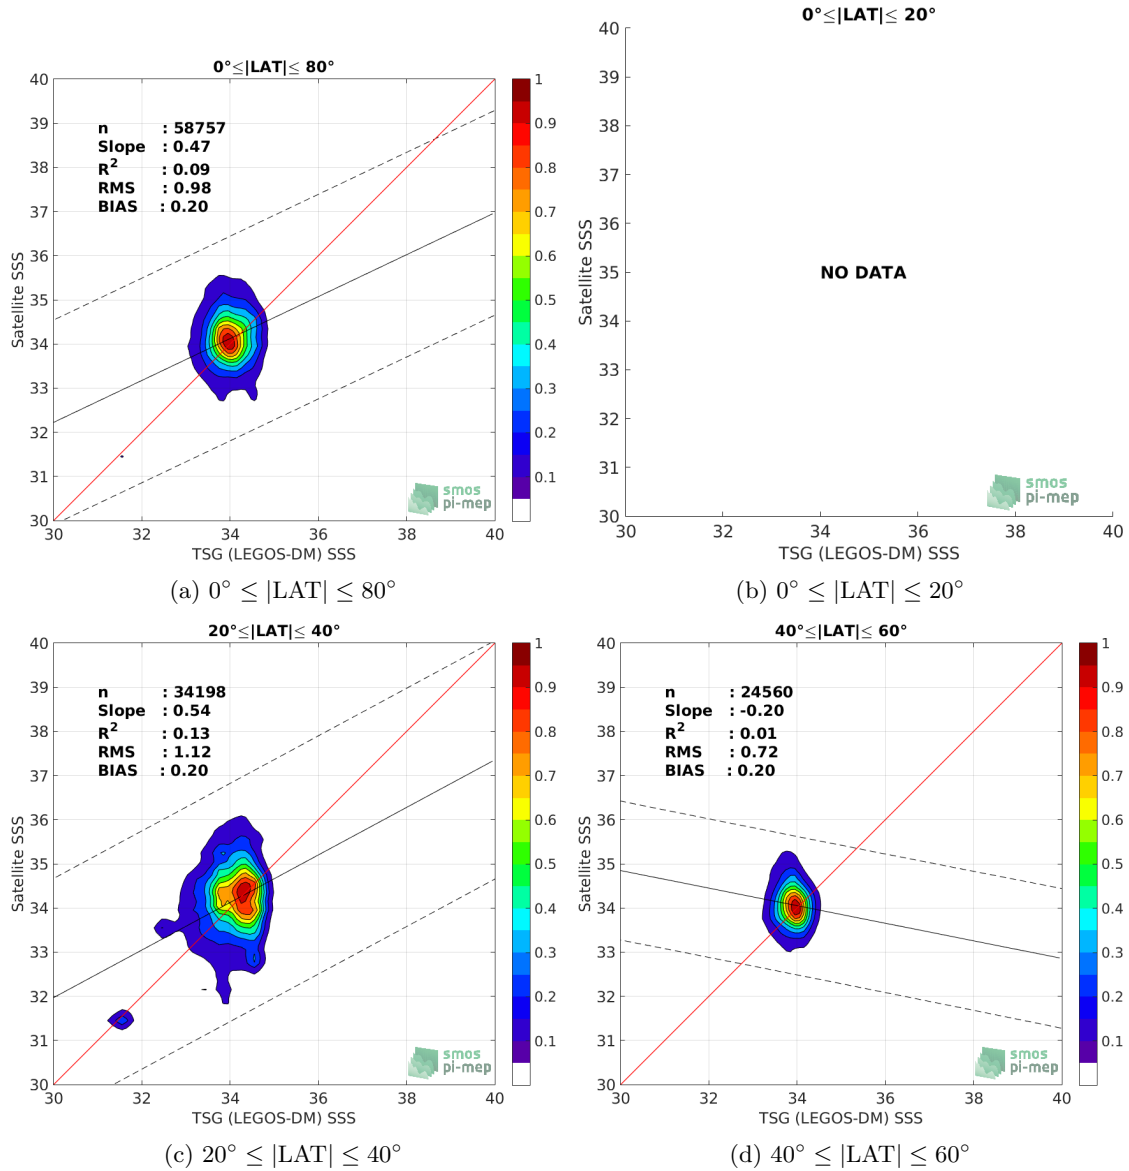 0°≤|LAT|≤ 80°
40
39
38
37
36
35
34
33
32
31
30
n : 58757
Slope : 0.47
R² : 0.09
RMS : 0.98
BIAS : 0.20
Satellite SSS
30 32 34 36 38 40
TSG (LEGOS-DM) SSS
1
0.9
0.8
0.7
0.6
0.5
0.4
0.3
0.2
0.1
smos
pi-mep
(a) 0° ≤ |LAT| ≤ 80°
0°≤|LAT|≤ 20°
40
39
38
37
36
35
34
33
32
31
30
Satellite SSS
NO DATA
smos
pi-mep
30 32 34 36 38 40
TSG (LEGOS-DM) SSS
(b) 0° ≤ |LAT| ≤ 20°
20°≤|LAT|≤ 40°
40
39
38
37
36
35
34
33
32
31
30
n : 34198
Slope : 0.54
R² : 0.13
RMS : 1.12
BIAS : 0.20
Satellite SSS
30 32 34 36 38 40
TSG (LEGOS-DM) SSS
1
0.9
0.8
0.7
0.6
0.5
0.4
0.3
0.2
0.1
smos
pi-mep
(c) 20° ≤ |LAT| ≤ 40°
40°≤|LAT|≤ 60°
40
39
38
37
36
35
34
33
32
31
30
n : 24560
Slope : -0.20
R² : 0.01
RMS : 0.72
BIAS : 0.20
Satellite SSS
30 32 34 36 38 40
TSG (LEGOS-DM) SSS
1
0.9
0.8
0.7
0.6
0.5
0.4
0.3
0.2
0.1
smos
pi-mep
(d) 40° ≤ |LAT| ≤ 60°